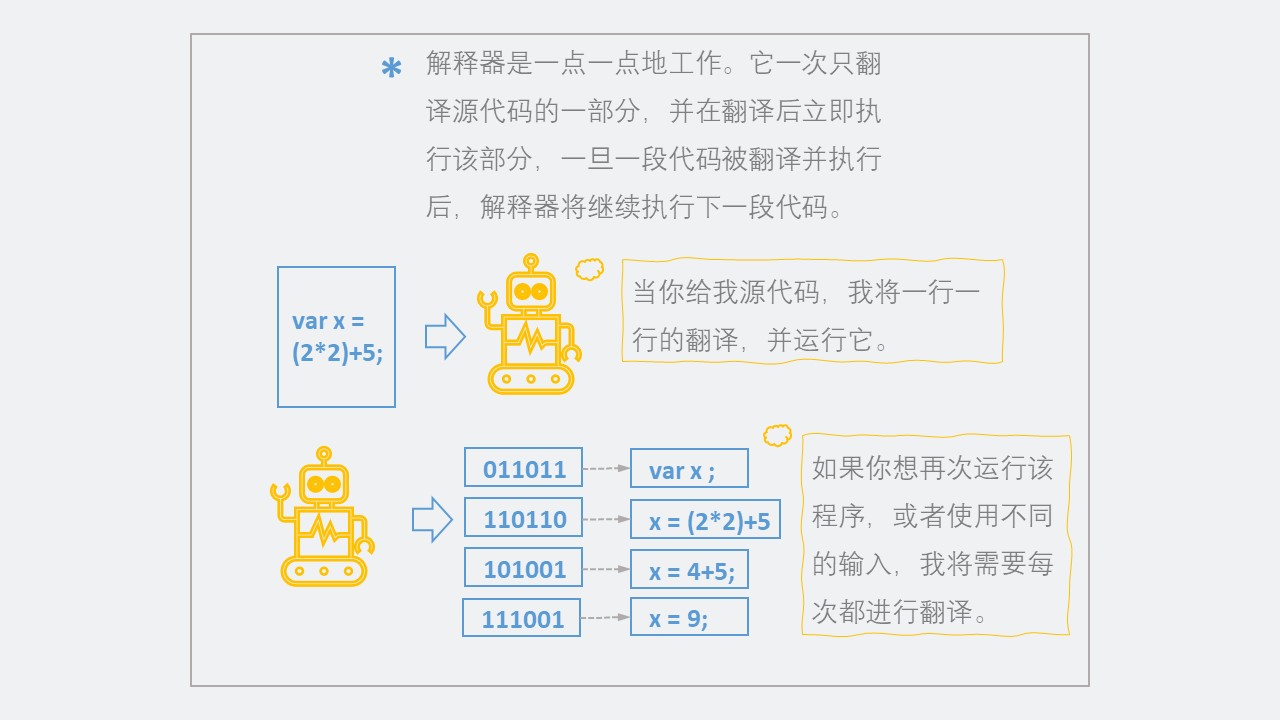 * 解释器是一点一点地工作。它一次只翻
译源代码的一部分，并在翻译后立即执
行该部分，一旦一段代码被翻译并执行
后，解释器将继续执行下一段代码。
var x =
(2*2)+5;
当你给我源代码，我将一行一
行的翻译，并运行它。
011011
var x ;
110110
x = (2*2)+5
101001
x = 4+5;
111001
x = 9;
如果你想再次运行该
程序，或者使用不同
的输入，我将需要每
次都进行翻译。